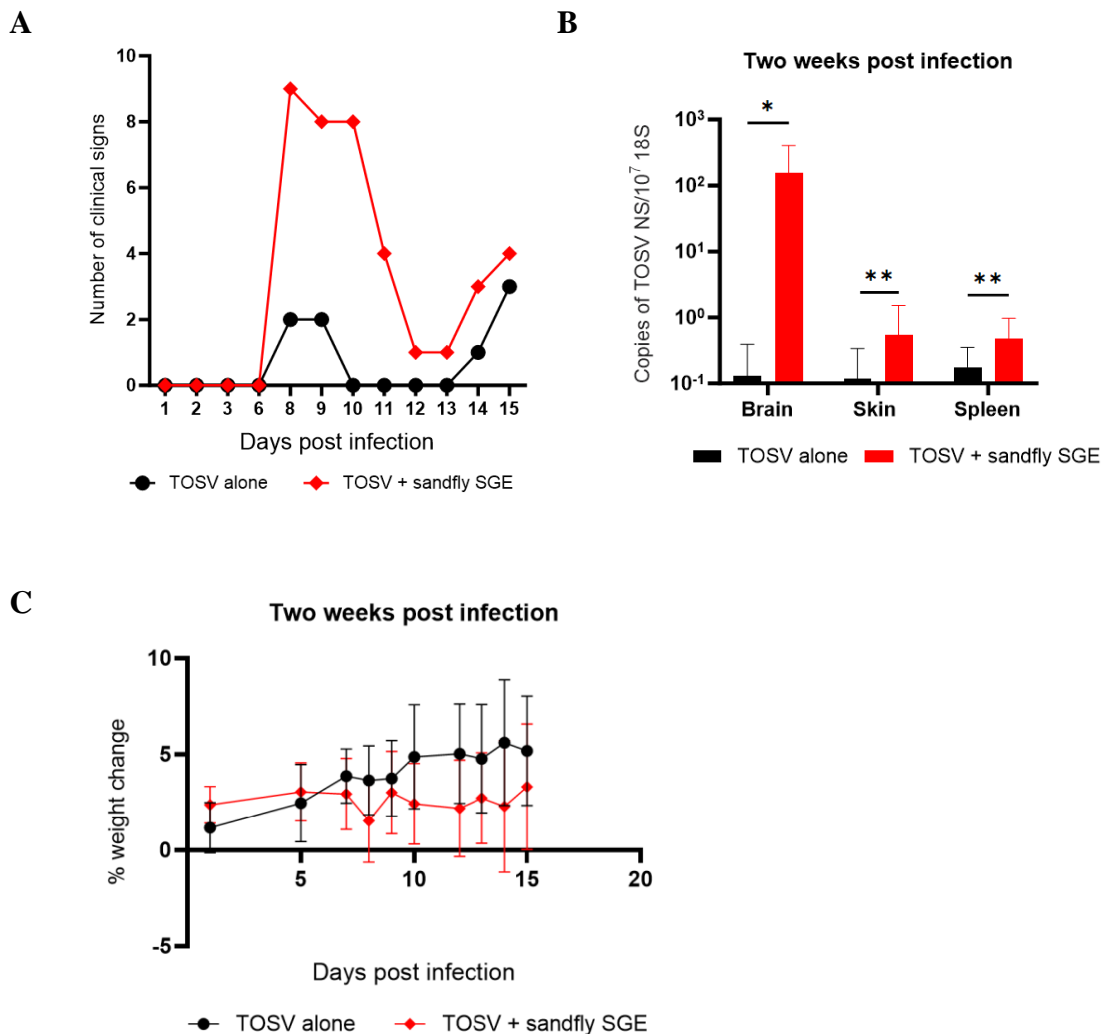 A
10
8
6
4
2
0
Number of clinical signs
1 2 3 6 8 9 10 11 12 13 14 15
Days post infection
TOSV alone TOSV + sandfly SGE
B
Two weeks post infection
10³
10²
10¹
10⁰
10⁻¹
Copies of TOSV NS/10⁷ 18S
*
**
**
Brain Skin Spleen
TOSV alone TOSV + sandfly SGE
C
Two weeks post infection
10
5
0
-5
% weight change
5 10 15 20
Days post infection
TOSV alone TOSV + sandfly SGE